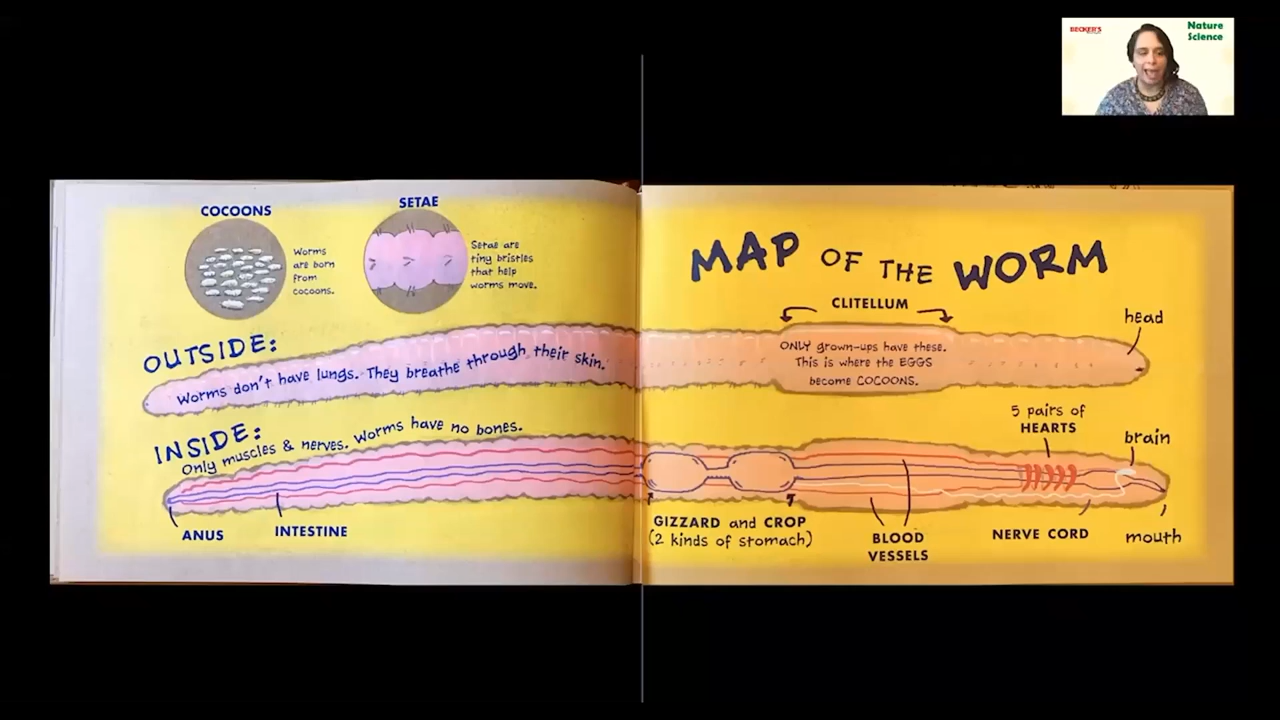 BECKER'S
Nature
Science
COCOONS
Worms
are born
from
cocoons.
SETAE
Setae are
tiny bristles
that help
worms move.
MAP OF THE WORM
CLITELLUM
head
OUTSIDE:
Worms don't have lungs. They breathe through their skin.
ONLY grown-ups have these.
This is where the EGGS
become COCOONS.
INSIDE:
Only muscles & nerves. Worms have no bones.
5 pairs of
HEARTS
brain
ANUS
INTESTINE
GIZZARD and CROP
(2 kinds of stomach)
BLOOD
VESSELS
NERVE CORD
mouth